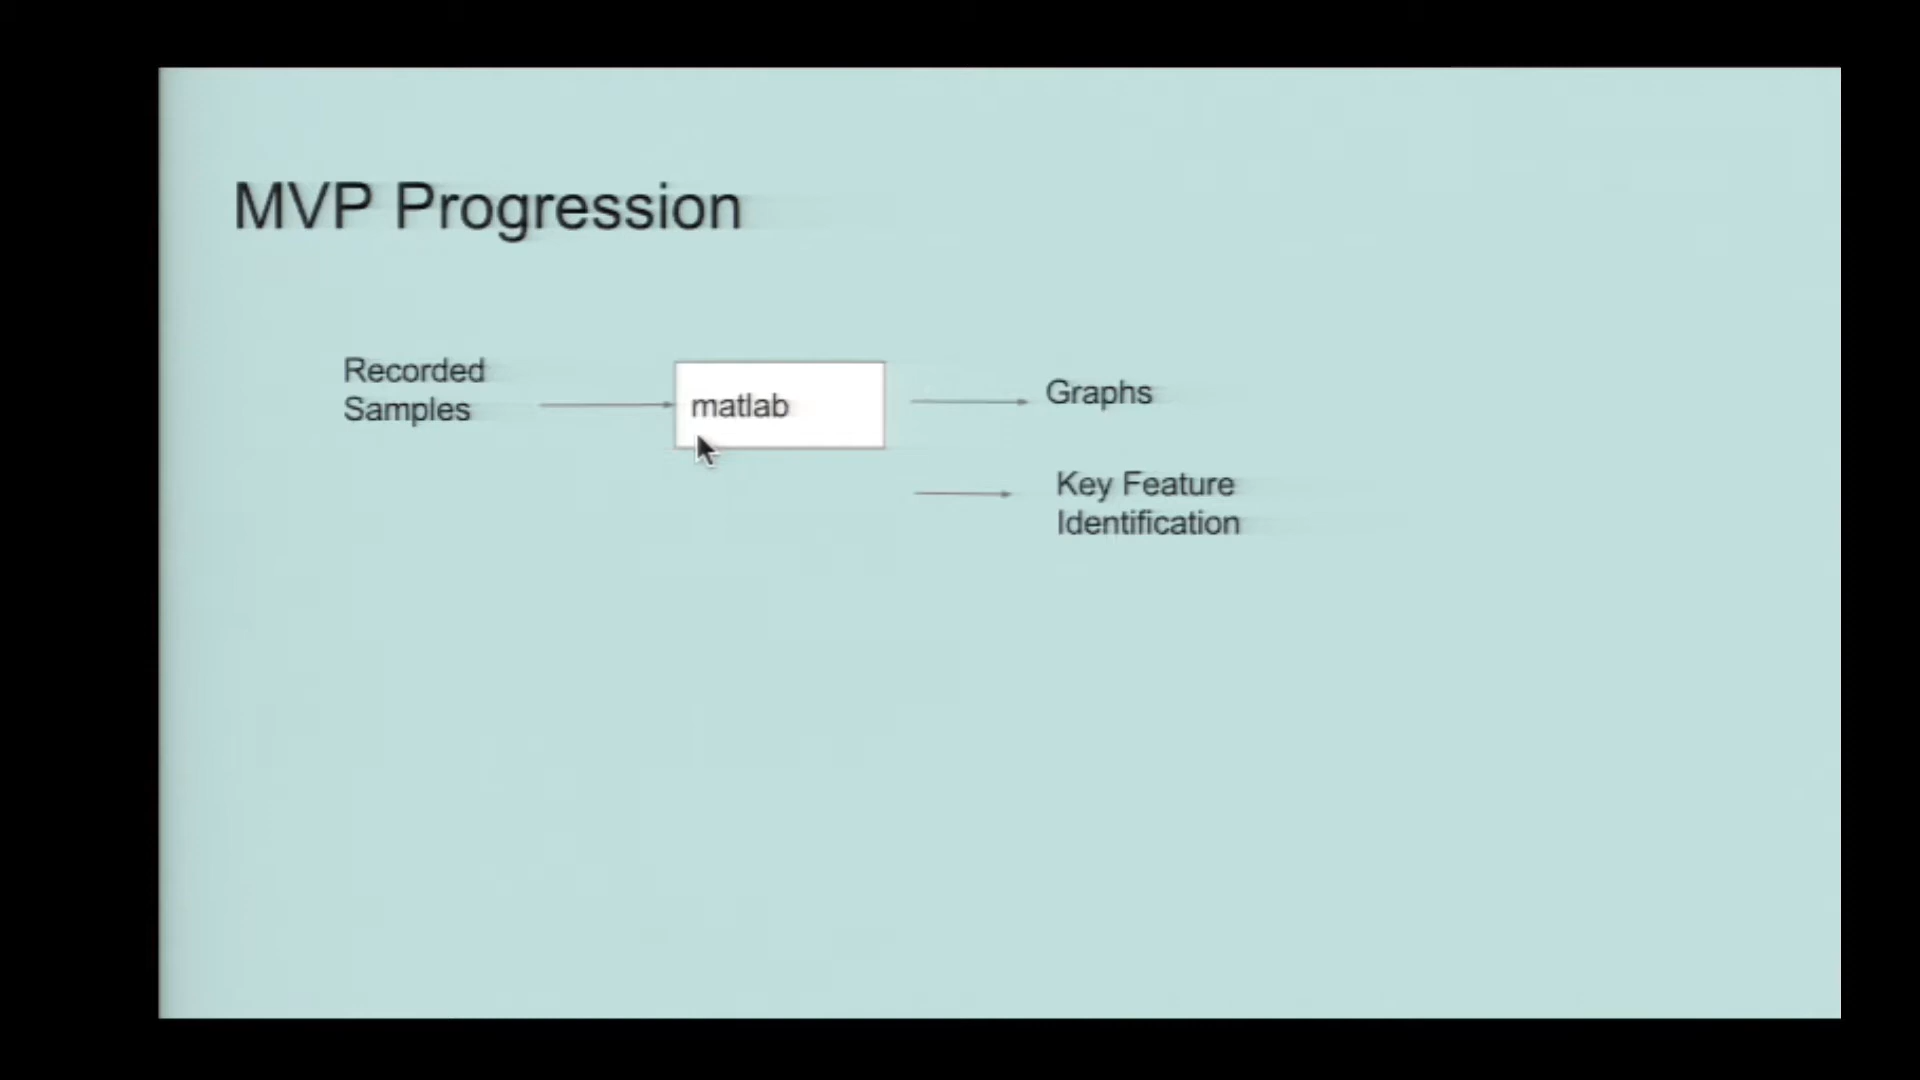 MVP Progression
Recorded
Samples
matlab
Graphs
Key Feature
Identification